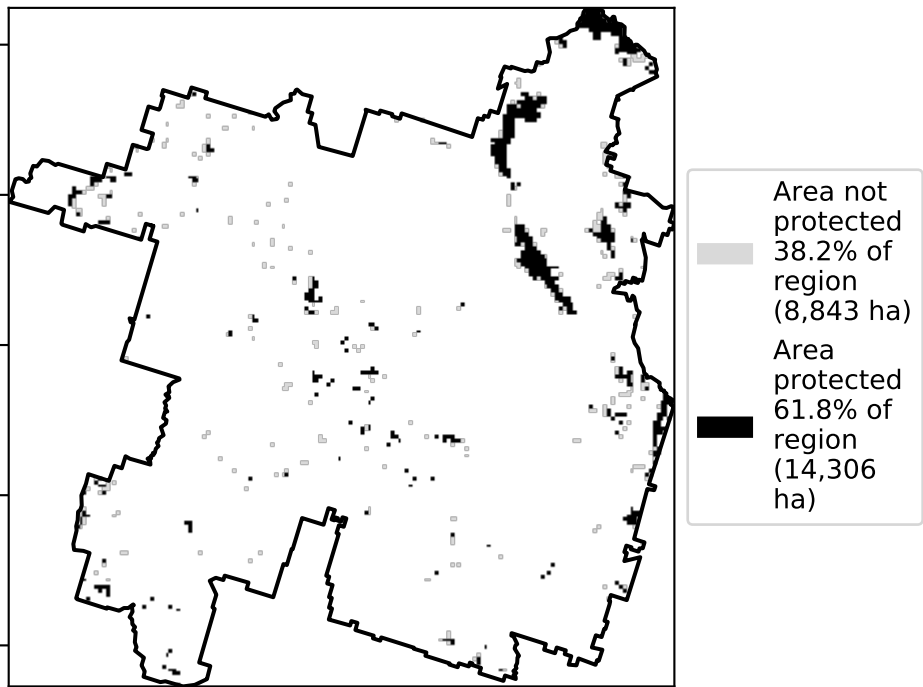 Area not
protected
38.2% of
region
(8,843 ha)
Area
protected
61.8% of
region
(14,306
ha)